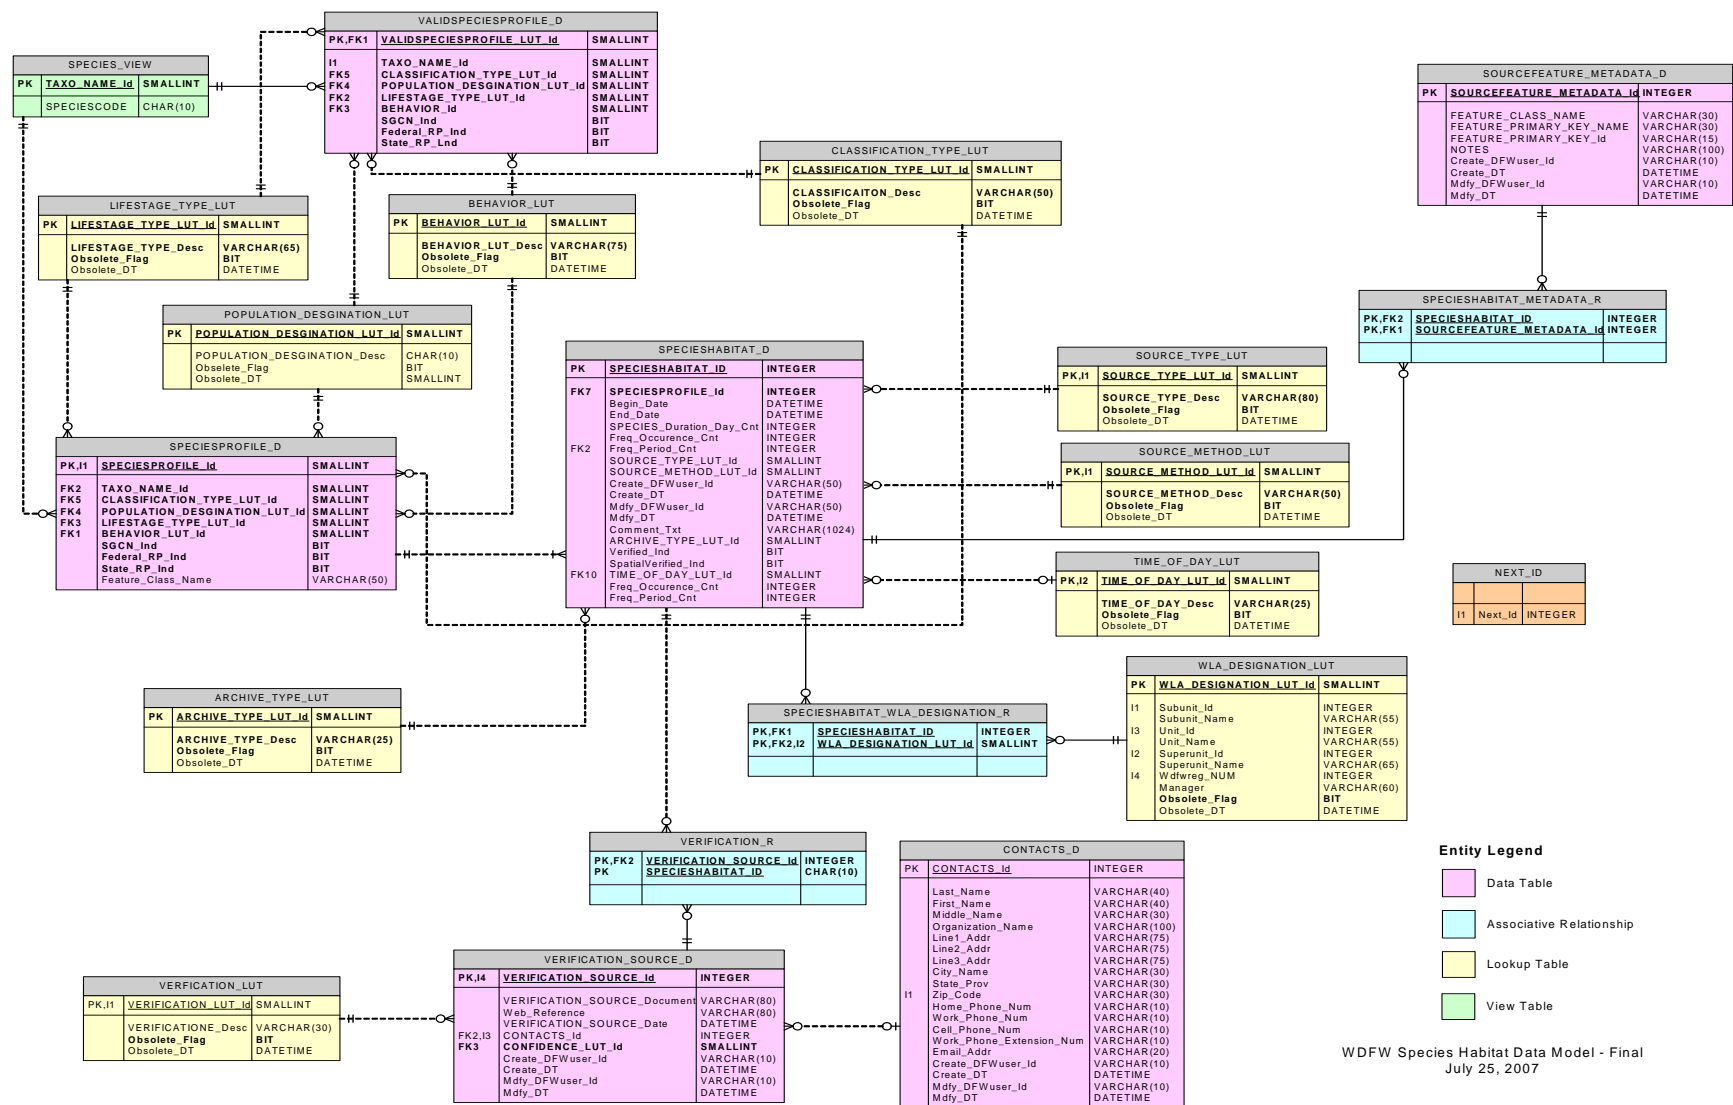 VALIDSPECIESPROFILE_D
PK,FK1 VALIDSPECIESPROFILE_LUT_Id SMALLINT
I1 TAXO_NAME_Id SMALLINT
FK5 CLASSIFICATION_TYPE_LUT_Id SMALLINT
FK4 POPULATION_DESGINATION_LUT_Id SMALLINT
FK2 LIFESTAGE_TYPE_LUT_Id SMALLINT
FK3 BEHAVIOR_Id SMALLINT
SGCN_Ind BIT
Federal_RP_Ind BIT
State_RP_Lnd BIT
SPECIES_VIEW
PK TAXO_NAME_Id SMALLINT
SPECIESCODE CHAR(10)
SOURCEFEATURE_METADATA_D
PK SOURCEFEATURE_METADATA_Id INTEGER
FEATURE_CLASS_NAME VARCHAR(30)
FEATURE_PRIMARY_KEY_NAME VARCHAR(30)
FEATURE_PRIMARY_KEY_Id VARCHAR(15)
NOTES VARCHAR(100)
Create_DFWuser_Id VARCHAR(10)
Create_DT DATETIME
Mdfy_DFWuser_Id VARCHAR(10)
Mdfy_DT DATETIME
CLASSIFICATION_TYPE_LUT
PK CLASSIFICATION_TYPE_LUT_Id SMALLINT
CLASSIFICAITON_Desc VARCHAR(50)
Obsolete_Flag BIT
Obsolete_DT DATETIME
LIFESTAGE_TYPE_LUT
PK LIFESTAGE_TYPE_LUT_Id SMALLINT
LIFESTAGE_TYPE_Desc VARCHAR(65)
Obsolete_Flag BIT
Obsolete_DT DATETIME
BEHAVIOR_LUT
PK BEHAVIOR_LUT_Id SMALLINT
BEHAVIOR_LUT_Desc VARCHAR(75)
Obsolete_Flag BIT
Obsolete_DT DATETIME
POPULATION_DESGINATION_LUT
PK POPULATION_DESGINATION_LUT_Id SMALLINT
POPULATION_DESGINATION_Desc CHAR(10)
Obselete_Flag BIT
Obsolete_DT SMALLINT
SPECIESHABITAT_METADATA_R
PK,FK2 SPECIESHABITAT_ID INTEGER
PK,FK1 SOURCEFEATURE_METADATA_Id INTEGER
SPECIESHABITAT_D
PK SPECIESHABITAT_ID INTEGER
FK7 SPECIESPROFILE_Id INTEGER
Begin_Date DATETIME
End_Date DATETIME
SPECIES_Duration_Day_Cnt INTEGER
Freq_Occurence_Cnt INTEGER
FK2 Freq_Period_Cnt INTEGER
SOURCE_TYPE_LUT_Id SMALLINT
SOURCE_METHOD_LUT_Id SMALLINT
Create_DFWuser_Id VARCHAR(50)
Create_DT DATETIME
Mdfy_DFWuser_Id VARCHAR(50)
Mdfy_DT DATETIME
Comment_Txt VARCHAR(1024)
ARCHIVE_TYPE_LUT_Id SMALLINT
Verified_Ind BIT
SpatialVerified_Ind BIT
FK10 TIME_OF_DAY_LUT_Id SMALLINT
Freq_Occurence_Cnt INTEGER
Freq_Period_Cnt INTEGER
SOURCE_TYPE_LUT
PK,I1 SOURCE_TYPE_LUT_Id SMALLINT
SOURCE_TYPE_Desc VARCHAR(80)
Obsolete_Flag BIT
Obsolete_DT DATETIME
SPECIESPROFILE_D
PK,I1 SPECIESPROFILE_Id SMALLINT
FK2 TAXO_NAME_Id SMALLINT
FK5 CLASSIFICATION_TYPE_LUT_Id SMALLINT
FK4 POPULATION_DESGINATION_LUT_Id SMALLINT
FK3 LIFESTAGE_TYPE_LUT_Id SMALLINT
FK1 BEHAVIOR_LUT_Id SMALLINT
SGCN_Ind BIT
Federal_RP_Ind BIT
State_RP_Ind BIT
Feature_Class_Name VARCHAR(50)
SOURCE_METHOD_LUT
PK,I1 SOURCE_METHOD_LUT_Id SMALLINT
SOURCE_METHOD_Desc VARCHAR(50)
Obsolete_Flag BIT
Obsolete_DT DATETIME
TIME_OF_DAY_LUT
PK,I2 TIME_OF_DAY_LUT_Id SMALLINT
TIME_OF_DAY_Desc VARCHAR(25)
Obsolete_Flag BIT
Obsolete_DT DATETIME
NEXT_ID
I1 Next_Id INTEGER
WLA_DESIGNATION_LUT
PK WLA_DESIGNATION_LUT_Id SMALLINT
I1 Subunit_Id INTEGER
Subunit_Name VARCHAR(55)
I3 Unit_Id INTEGER
Unit_Name VARCHAR(55)
I2 Superunit_Id INTEGER
Superunit_Name VARCHAR(65)
I4 Wdfwreg_NUM INTEGER
Manager VARCHAR(60)
Obsolete_Flag BIT
Obsolete_DT DATETIME
ARCHIVE_TYPE_LUT
PK ARCHIVE_TYPE_LUT_Id SMALLINT
ARCHIVE_TYPE_Desc VARCHAR(25)
Obsolete_Flag BIT
Obsolete_DT DATETIME
SPECIESHABITAT_WLA_DESIGNATION_R
PK,FK1 SPECIESHABITAT_ID INTEGER
PK,FK2,I2 WLA_DESIGNATION_LUT_Id SMALLINT
VERIFICATION_R
PK,FK2 VERIFICATION_SOURCE_Id INTEGER
PK SPECIESHABITAT_ID CHAR(10)
CONTACTS_D
PK CONTACTS_Id INTEGER
Last_Name VARCHAR(40)
First_Name VARCHAR(40)
Middle_Name VARCHAR(30)
Organization_Name VARCHAR(100)
Line1_Addr VARCHAR(75)
Line2_Addr VARCHAR(75)
Line3_Addr VARCHAR(75)
City_Name VARCHAR(30)
State_Prov VARCHAR(30)
I1 Zip_Code VARCHAR(30)
Home_Phone_Num VARCHAR(10)
Work_Phone_Num VARCHAR(10)
Cell_Phone_Num VARCHAR(10)
Work_Phone_Extension_Num VARCHAR(10)
Email_Addr VARCHAR(20)
Create_DFWuser_Id VARCHAR(10)
Create_DT DATETIME
Mdfy_DFWuser_Id VARCHAR(10)
Mdfy_DT DATETIME
VERIFICATION_SOURCE_D
PK,I4 VERIFICATION_SOURCE_Id INTEGER
VERIFICATION_SOURCE_Document VARCHAR(80)
Web_Reference VARCHAR(80)
VERIFICATION_SOURCE_Date DATETIME
FK2,I3 CONTACTS_Id INTEGER
FK3 CONFIDENCE_LUT_Id SMALLINT
Create_DFWuser_Id VARCHAR(10)
Create_DT DATETIME
Mdfy_DFWuser_Id VARCHAR(10)
Mdfy_DT DATETIME
VERFICATION_LUT
PK,I1 VERIFICATION_LUT_Id SMALLINT
VERIFICATIONE_Desc VARCHAR(30)
Obsolete_Flag BIT
Obsolete_DT DATETIME
Entity Legend
Data Table
Associative Relationship
Lookup Table
View Table
WDFW Species Habitat Data Model - Final
July 25, 2007